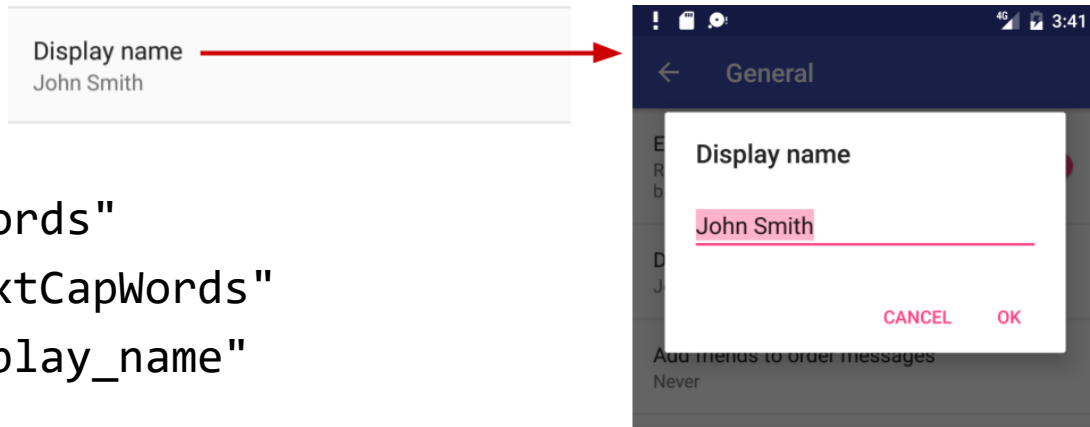 Display name
John Smith
ords"
xtCapWords"
play_name"
4G 3:41
General
E
R
b
Display name
John Smith
D
J
CANCEL OK
Add friends to order messages
Never